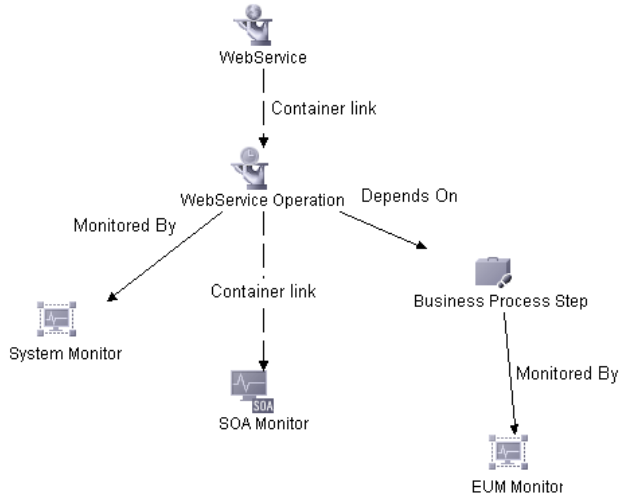 WebService
Container link
WebService Operation
Depends On
Monitored By
Container link
Business Process Step
System Monitor
Monitored By
SOA
SOA Monitor
EUM Monitor